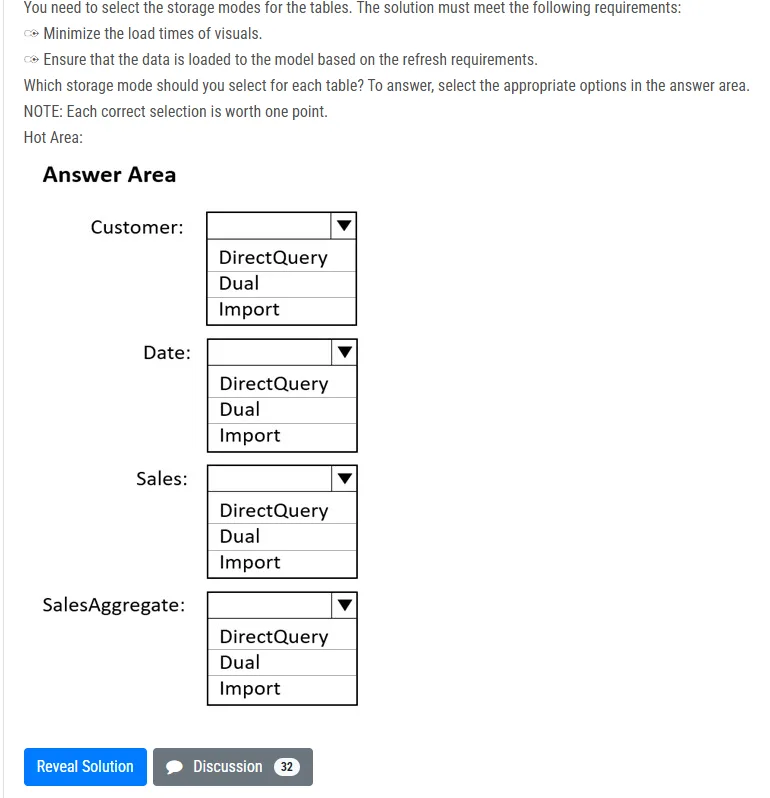 You need to select the storage modes for the tables. The solution must meet the following requirements:
Minimize the load times of visuals.
Ensure that the data is loaded to the model based on the refresh requirements.
Which storage mode should you select for each table? To answer, select the appropriate options in the answer area.
NOTE: Each correct selection is worth one point.
Hot Area:
Answer Area
Customer:
DirectQuery
Dual
Import
Date:
DirectQuery
Dual
Import
Sales:
DirectQuery
Dual
Import
SalesAggregate:
DirectQuery
Dual
Import
Reveal Solution
Discussion 32